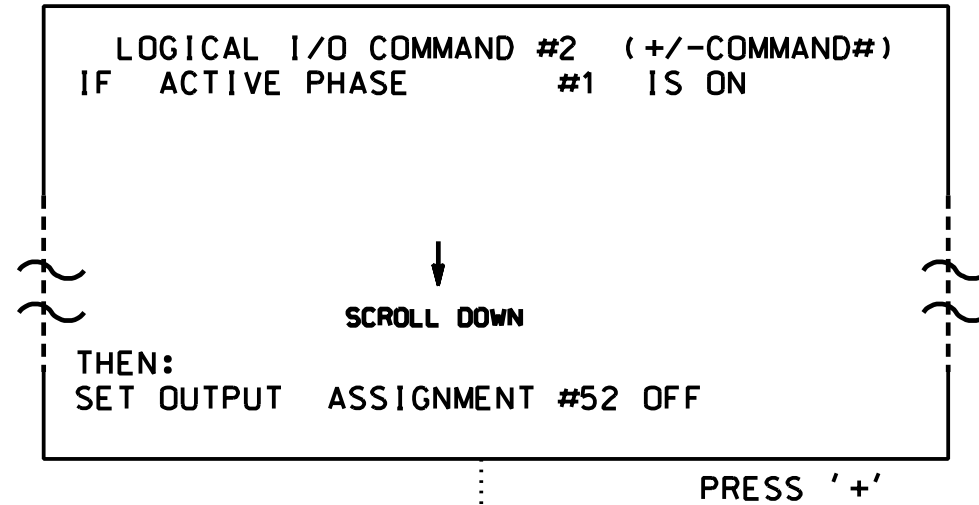 LOGICAL I/O COMMAND #2 (+/-COMMAND#)
IF ACTIVE PHASE #1 IS ON
SCROLL DOWN
THEN:
SET OUTPUT ASSIGNMENT #52 OFF
PRESS '+'